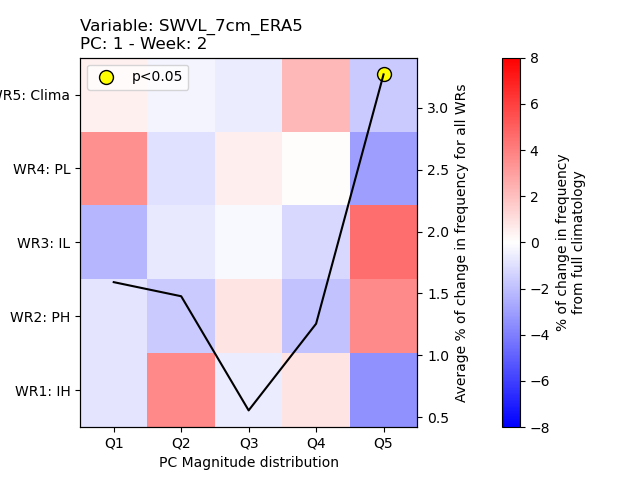 Variable: SWVL_7cm_ERA5
PC: 1 - Week: 2
p<0.05
WR5: Clima
WR4: PL
WR3: IL
WR2: PH
WR1: IH
Q1 Q2 Q3 Q4 Q5
PC Magnitude distribution
3.0
2.5
2.0
1.5
1.0
0.5
Average % of change in frequency for all WRs
8
6
4
2
0
−2
−4
−6
−8
% of change in frequency
from full climatology